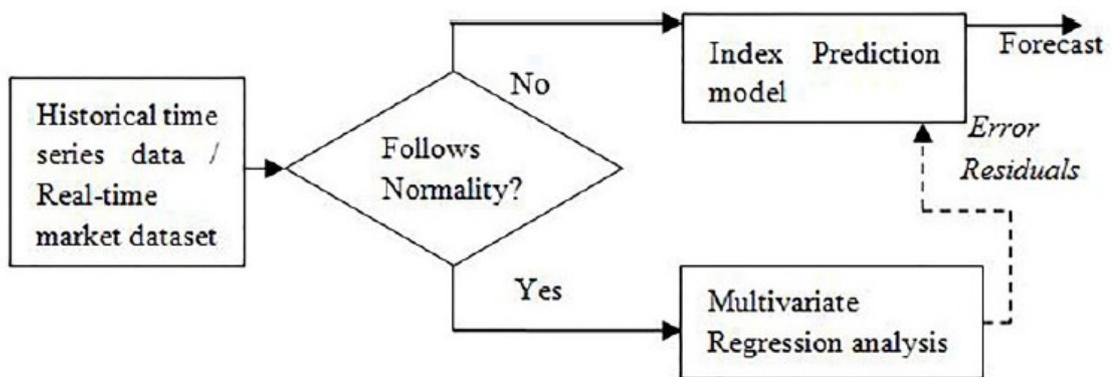 Historical time
series data /
Real-time
market dataset
Follows
Normality?
No
Yes
Index Prediction
model
Forecast
Error
Residuals
Multivariate
Regression analysis